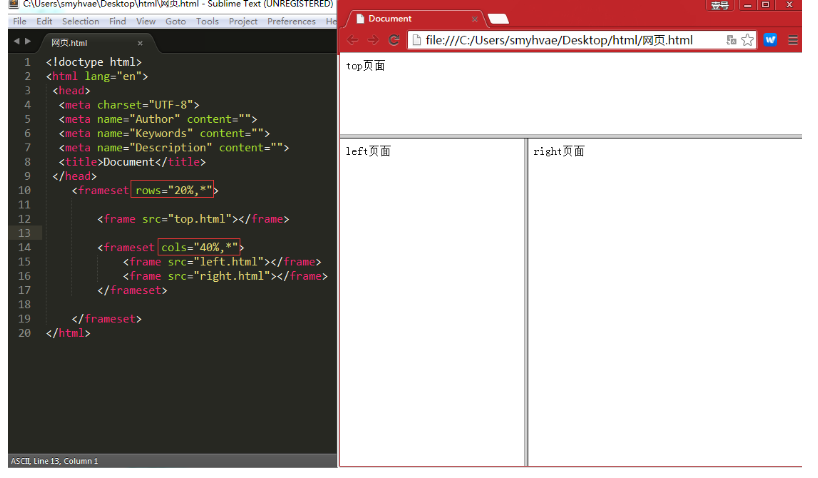 C:\Users\smyhvae\Desktop\html\网页.html - Sublime Text (UNREGISTERED)
File Edit Selection Find View Goto Tools Project Preferences He
网页.html ×
1 <!doctype html>
2 <html lang="en">
3 <head>
4 <meta charset="UTF-8">
5 <meta name="Author" content="">
6 <meta name="Keywords" content="">
7 <meta name="Description" content="">
8 <title>Document</title>
9 </head>
10 <frameset rows="20%,*">
11
12 <frame src="top.html"></frame>
13
14 <frameset cols="40%,*">
15 <frame src="left.html"></frame>
16 <frame src="right.html"></frame>
17 </frameset>
18
19 </frameset>
20 </html>
ASCII, Line 13, Column 1
壹号
Document ×
file:///C:/Users/smyhvae/Desktop/html/网页.html
top页面
left页面
right页面